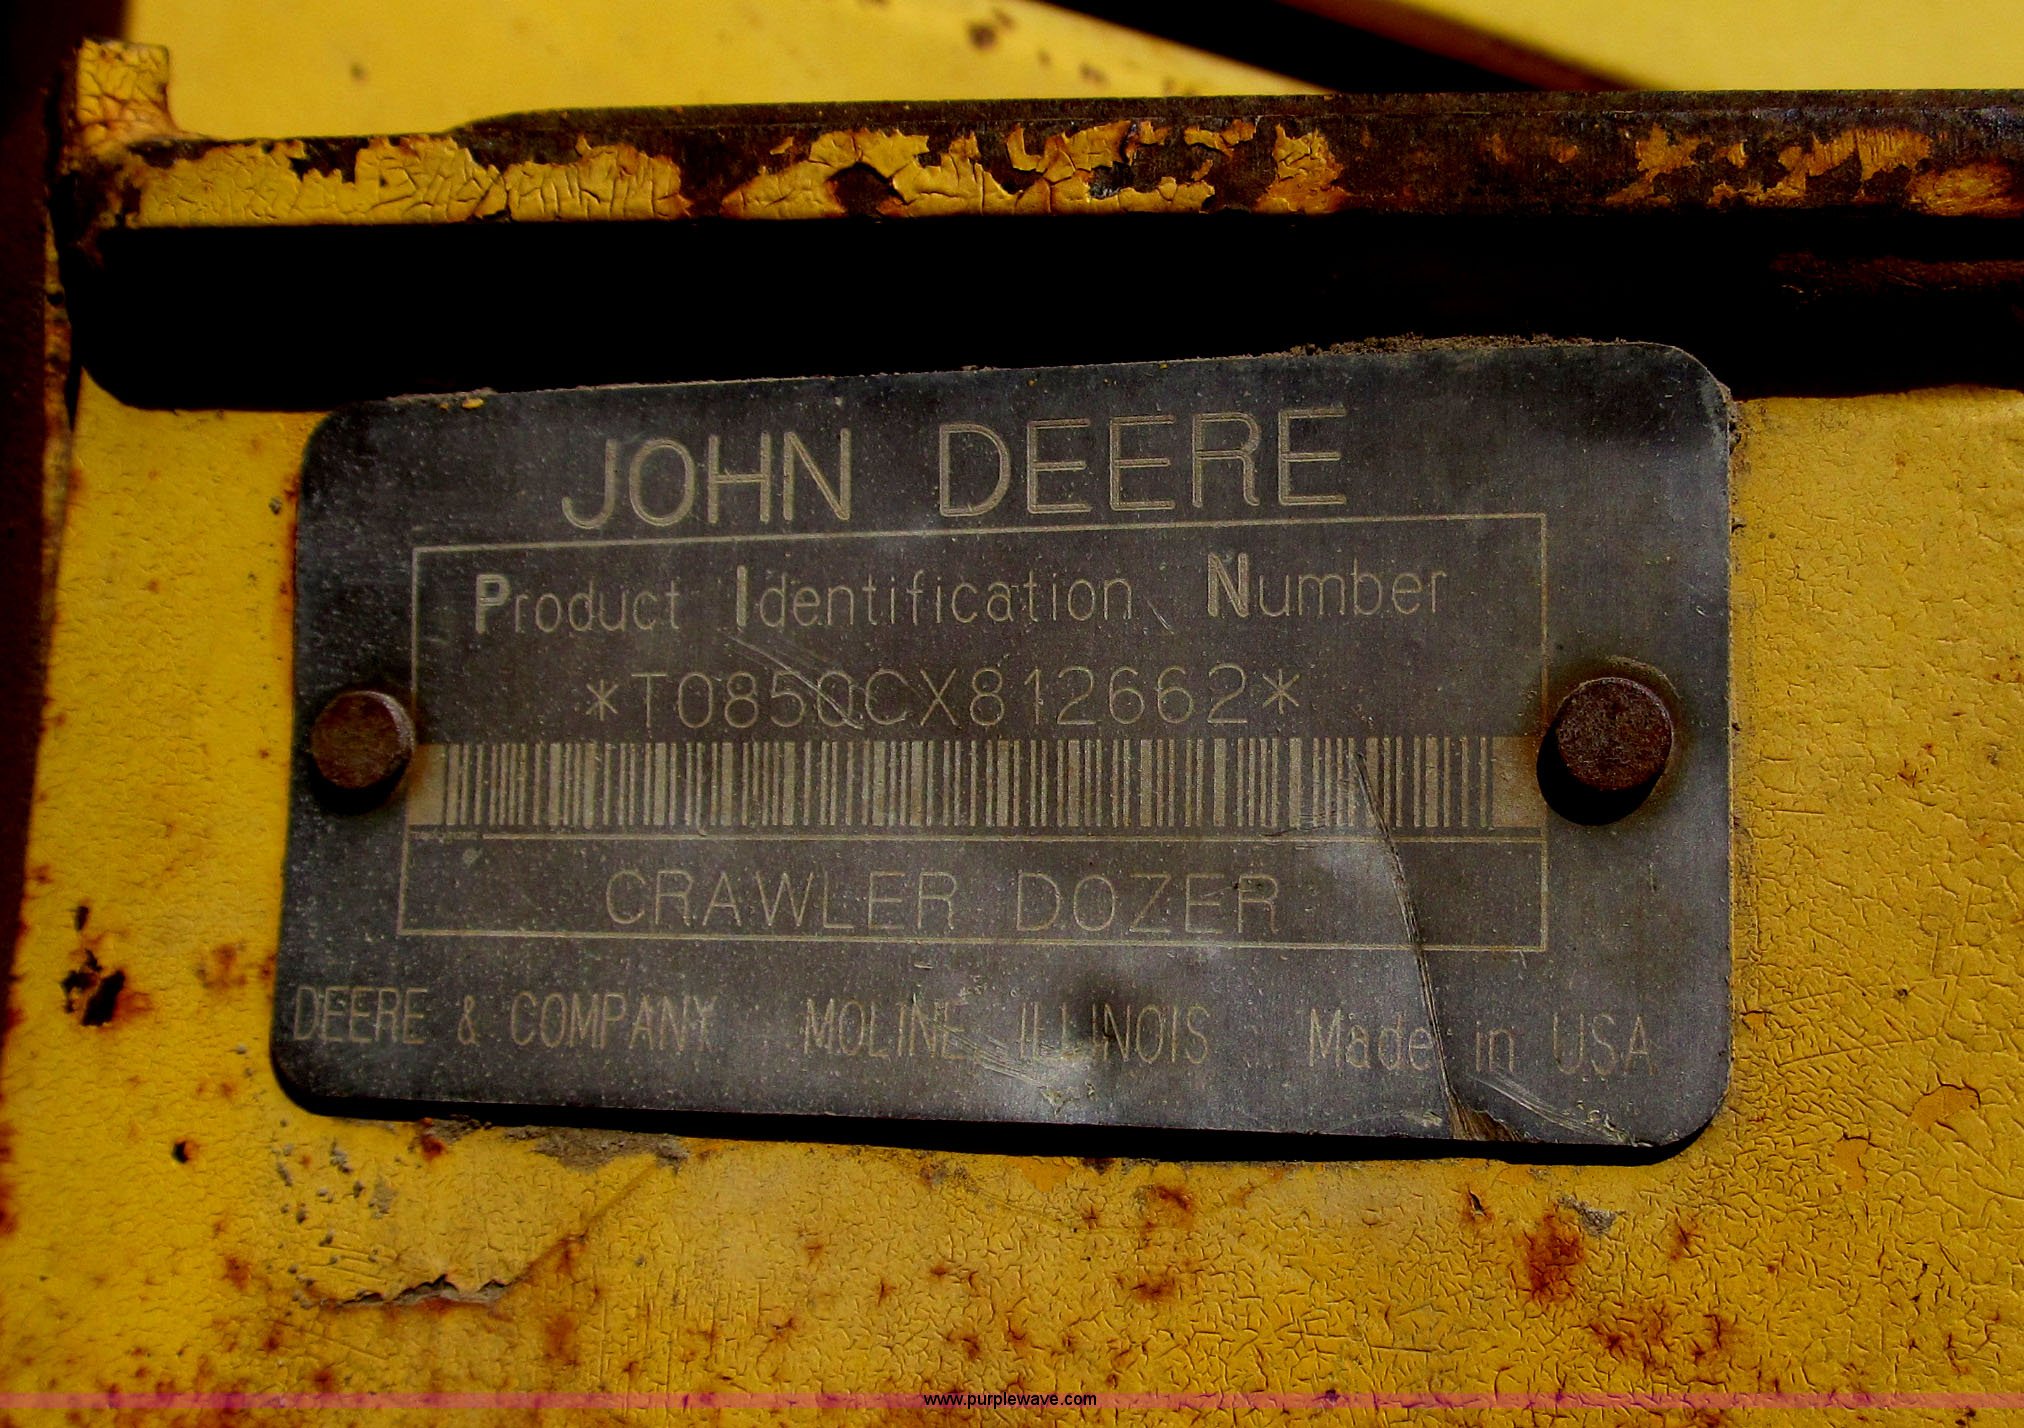 JOHN DEERE
Product Identification Number
*T0850CX812662*
CRAWLER DOZER
DEERE & COMPANY MOLINE, ILLINOIS Made in USA
www.purplewave.com